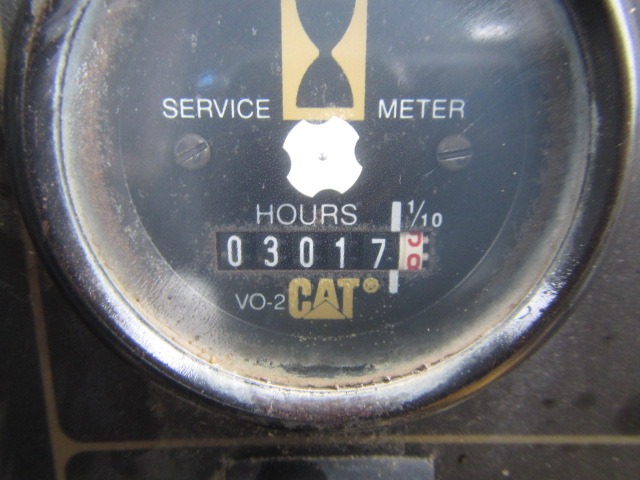 SERVICE METER
HOURS 1/10
03017
VO-2 CAT®